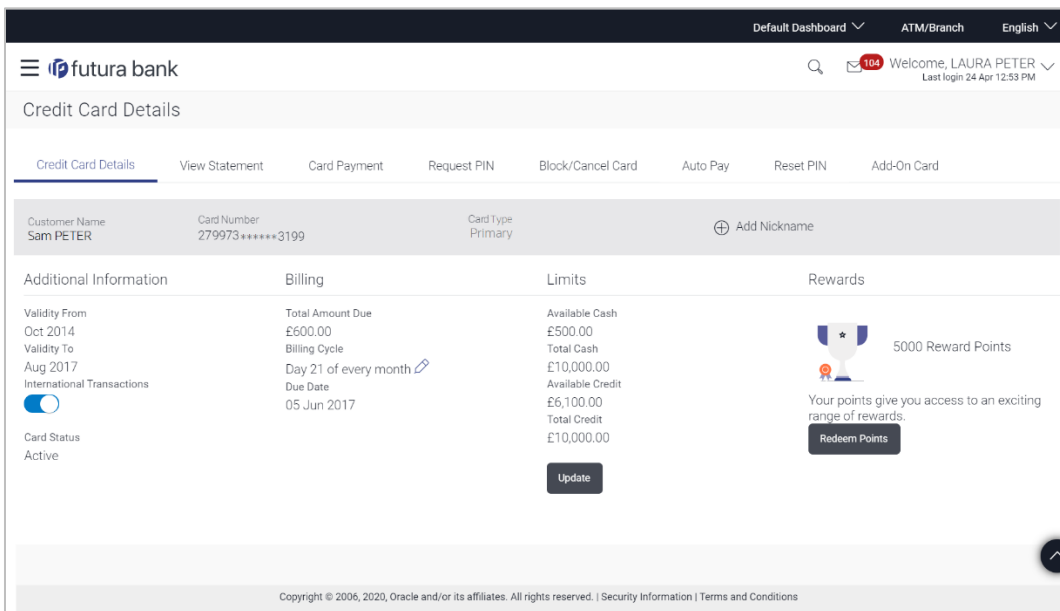 Default Dashboard ATM/Branch English
futura bank 104 Welcome, LAURA PETER
Last login 24 Apr 12:53 PM
Credit Card Details
Credit Card Details View Statement Card Payment Request PIN Block/Cancel Card Auto Pay Reset PIN Add-On Card
Customer Name Card Number Card Type Add Nickname
Sam PETER 279973******3199 Primary
Additional Information
Validity From
Oct 2014
Validity To
Aug 2017
International Transactions
Card Status
Active
Billing
Total Amount Due
£600.00
Billing Cycle
Day 21 of every month
Due Date
05 Jun 2017
Limits
Available Cash
£500.00
Total Cash
£10,000.00
Available Credit
£6,100.00
Total Credit
£10,000.00
Update
Rewards
5000 Reward Points
Your points give you access to an exciting
range of rewards.
Redeem Points
Copyright © 2006, 2020, Oracle and/or its affiliates. All rights reserved. | Security Information | Terms and Conditions